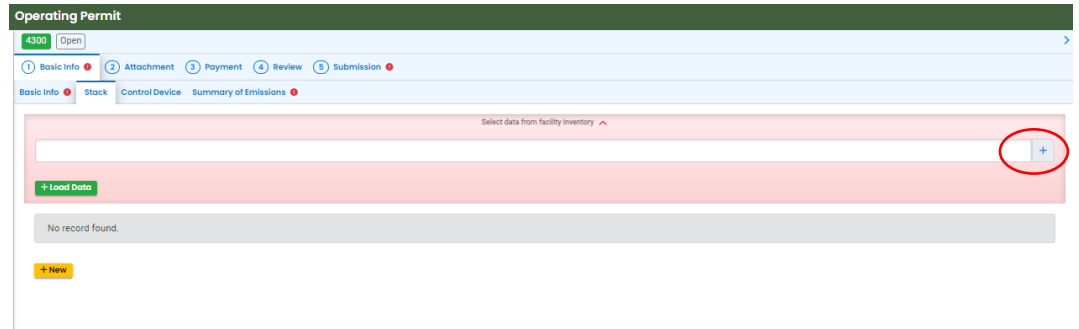 Operating Permit
4300 Open
1 Basic Info 2 Attachment 3 Payment 4 Review 5 Submission
Basic Info Stack Control Device Summary of Emissions
Select data from facility inventory
+
+ Load Data
No record found.
+ New